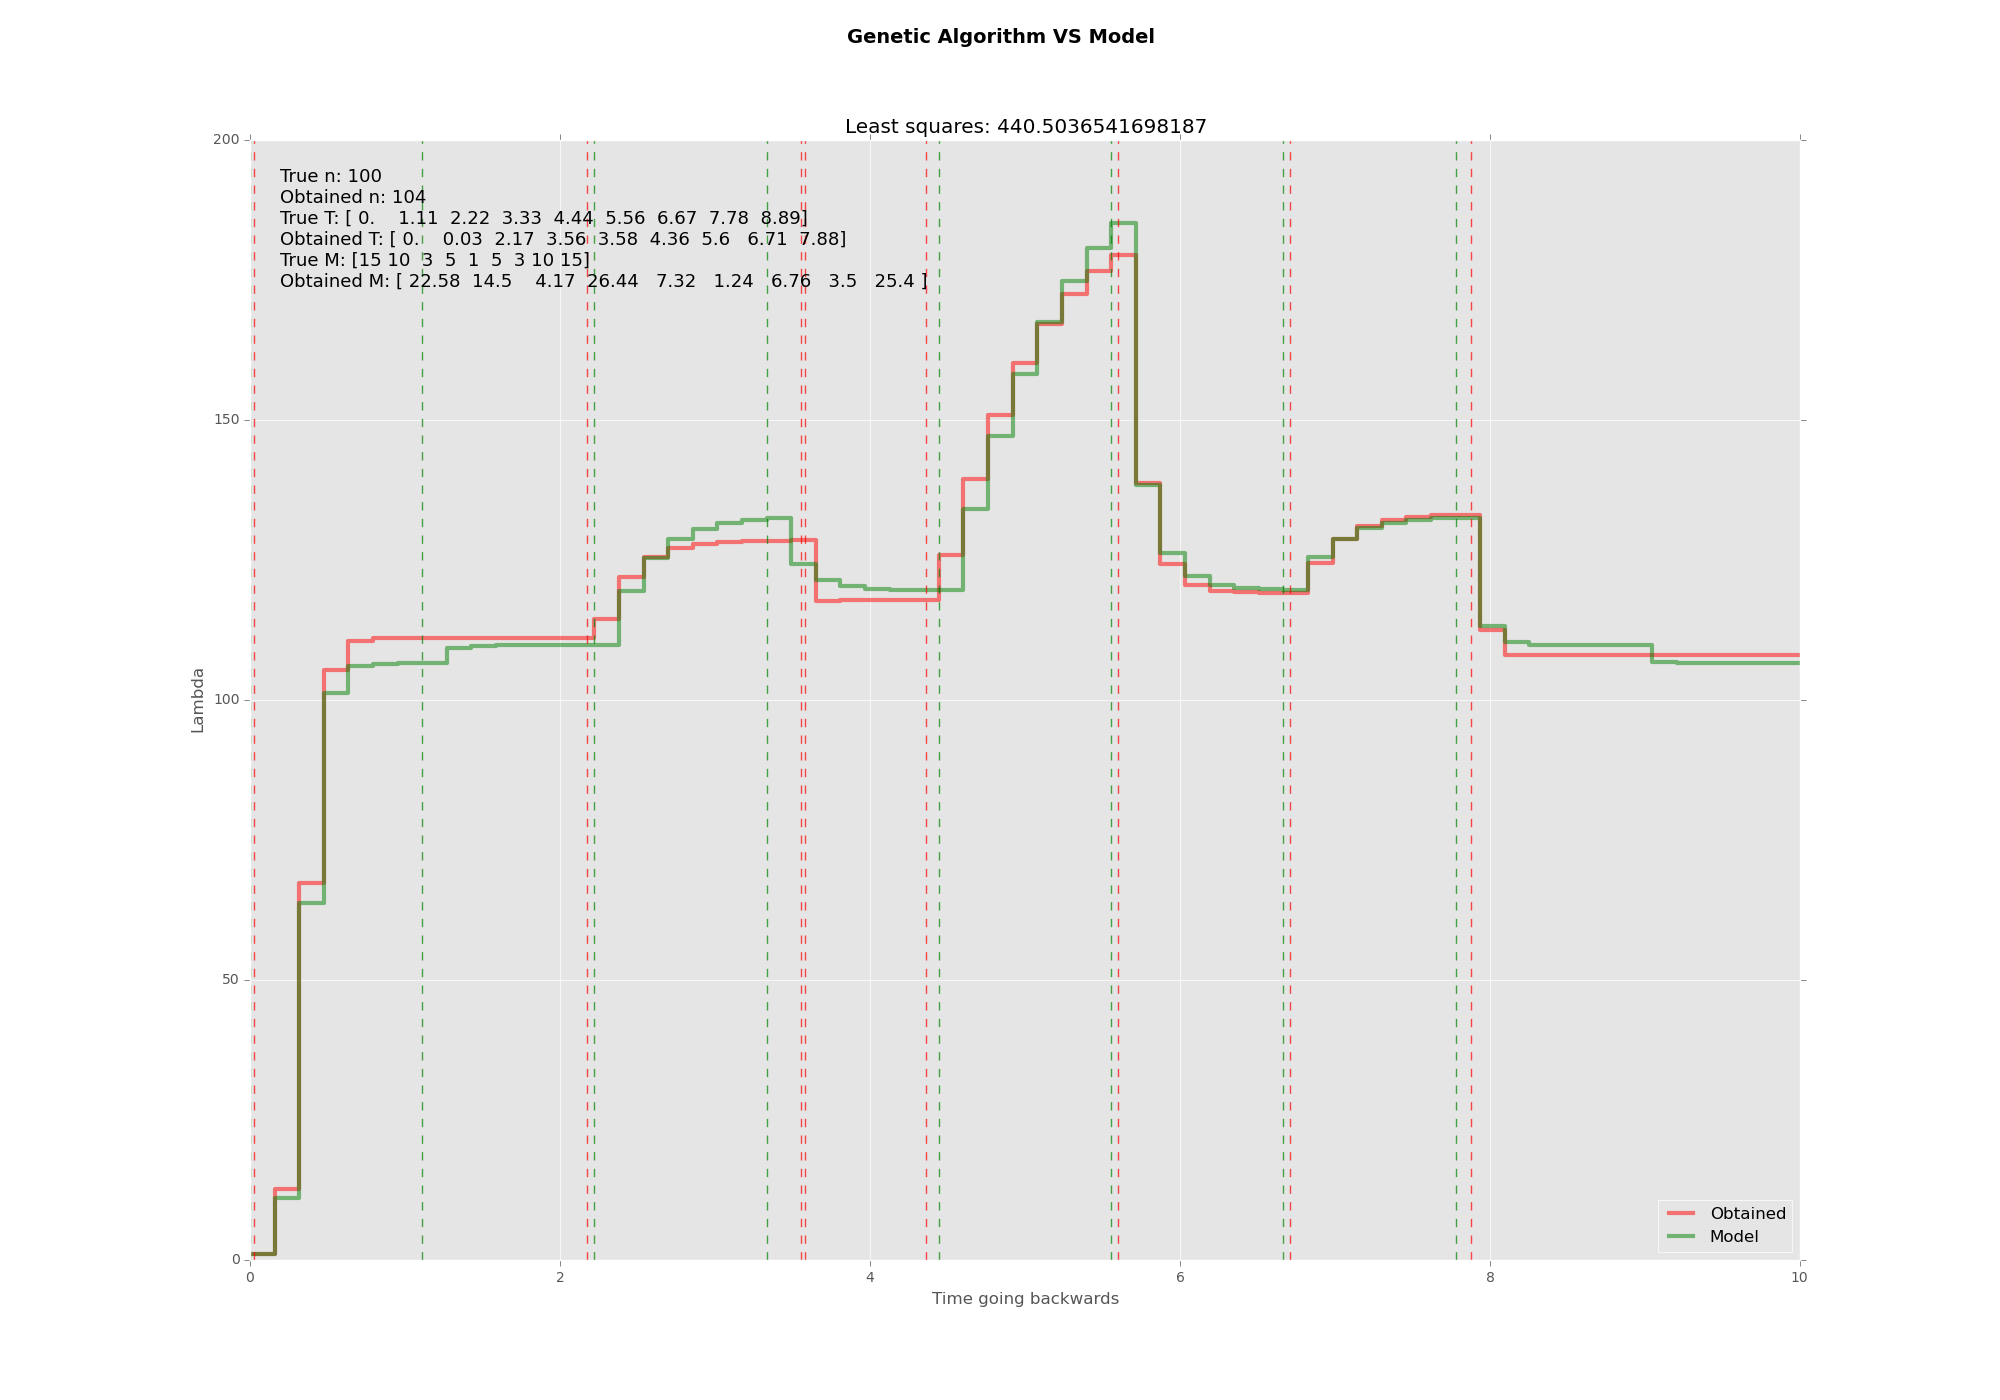 Genetic Algorithm VS Model
Least squares: 440.5036541698187
True n: 100
Obtained n: 104
True T: [ 0. 1.11 2.22 3.33 4.44 5.56 6.67 7.78 8.89]
Obtained T: [ 0. 0.03 2.17 3.56 3.58 4.36 5.6 6.71 7.88]
True M: [15 10 3 5 1 5 3 10 15]
Obtained M: [ 22.58 14.5 4.17 26.44 7.32 1.24 6.76 3.5 25.4 ]
200
150
100
50
0
Lambda
0 2 4 6 8 10
Time going backwards
Obtained
Model